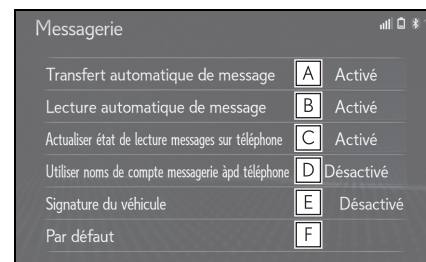 Messagerie
Transfert automatique de message A Activé
Lecture automatique de message B Activé
Actualiser état de lecture messages sur téléphone C Activé
Utiliser noms de compte messagerie àpd téléphone D Désactivé
Signature du véhicule E Désactivé
Par défaut F